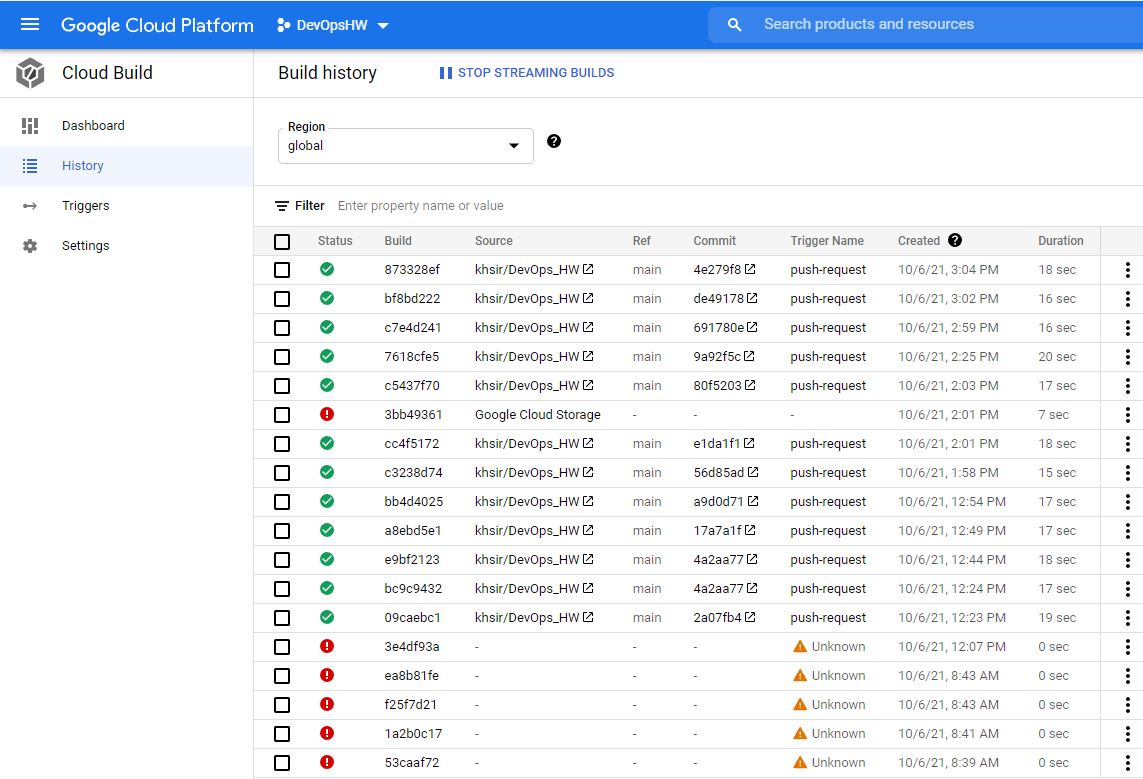 Google Cloud Platform DevOpsHW Search products and resources
Cloud Build Build history STOP STREAMING BUILDS
Dashboard
History
Triggers
Settings
Region
global
Filter Enter property name or value
Status Build Source Ref Commit Trigger Name Created Duration
873328ef khsir/DevOps_HW main 4e279f8 push-request 10/6/21, 3:04 PM 18 sec
bf8bd222 khsir/DevOps_HW main de49178 push-request 10/6/21, 3:02 PM 16 sec
c7e4d241 khsir/DevOps_HW main 691780e push-request 10/6/21, 2:59 PM 16 sec
7618cfe5 khsir/DevOps_HW main 9a92f5c push-request 10/6/21, 2:25 PM 20 sec
c5437f70 khsir/DevOps_HW main 80f5203 push-request 10/6/21, 2:03 PM 17 sec
3bb49361 Google Cloud Storage - - - 10/6/21, 2:01 PM 7 sec
cc4f5172 khsir/DevOps_HW main e1da1f1 push-request 10/6/21, 2:01 PM 18 sec
c3238d74 khsir/DevOps_HW main 56d85ad push-request 10/6/21, 1:58 PM 15 sec
bb4d4025 khsir/DevOps_HW main a9d0d71 push-request 10/6/21, 12:54 PM 17 sec
a8ebd5e1 khsir/DevOps_HW main 17a7a1f push-request 10/6/21, 12:49 PM 17 sec
e9bf2123 khsir/DevOps_HW main 4a2aa77 push-request 10/6/21, 12:44 PM 18 sec
bc9c9432 khsir/DevOps_HW main 4a2aa77 push-request 10/6/21, 12:24 PM 17 sec
09caebc1 khsir/DevOps_HW main 2a07fb4 push-request 10/6/21, 12:23 PM 19 sec
3e4df93a - - - Unknown 10/6/21, 12:07 PM 0 sec
ea8b81fe - - - Unknown 10/6/21, 8:43 AM 0 sec
f25f7d21 - - - Unknown 10/6/21, 8:43 AM 0 sec
1a2b0c17 - - - Unknown 10/6/21, 8:41 AM 0 sec
53caaf72 - - - Unknown 10/6/21, 8:39 AM 0 sec